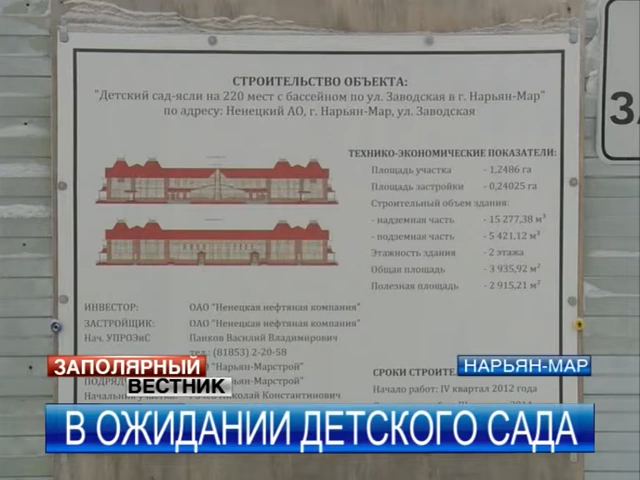 СТРОИТЕЛЬСТВО ОБЪЕКТА:
"Детский сад-ясли на 220 мест с бассейном по ул. Заводская в г. Нарьян-Мар"
по адресу: Ненецкий АО, г. Нарьян-Мар, ул. Заводская
ТЕХНИКО-ЭКОНОМИЧЕСКИЕ ПОКАЗАТЕЛИ:
Площадь участка - 1,2486 га
Площадь застройки - 0,24025 га
Строительный объем здания:
- надземная часть - 15 277,38 м³
- подземная часть - 5 421,12 м³
Этажность здания - 2 этажа
Общая площадь - 3 935,92 м²
Полезная площадь - 2 915,21 м²
ИНВЕСТОР: ОАО "Ненецкая нефтяная компания"
ЗАСТРОЙЩИК: ОАО "Ненецкая нефтяная компания"
Нач. УПРОЭиС Панков Василий Владимирович
тел.: (81853) 2-20-58
"Нарьян-Марстрой"
"Нарьян-Марстрой"
Николай Константинович
СРОКИ СТРОИТЕ
Начало работ: IV квартал 2012 года
ЗАПОЛЯРНЫЙ
ВЕСТНИК
НАРЬЯН-МАР
В ОЖИДАНИИ ДЕТСКОГО САДА